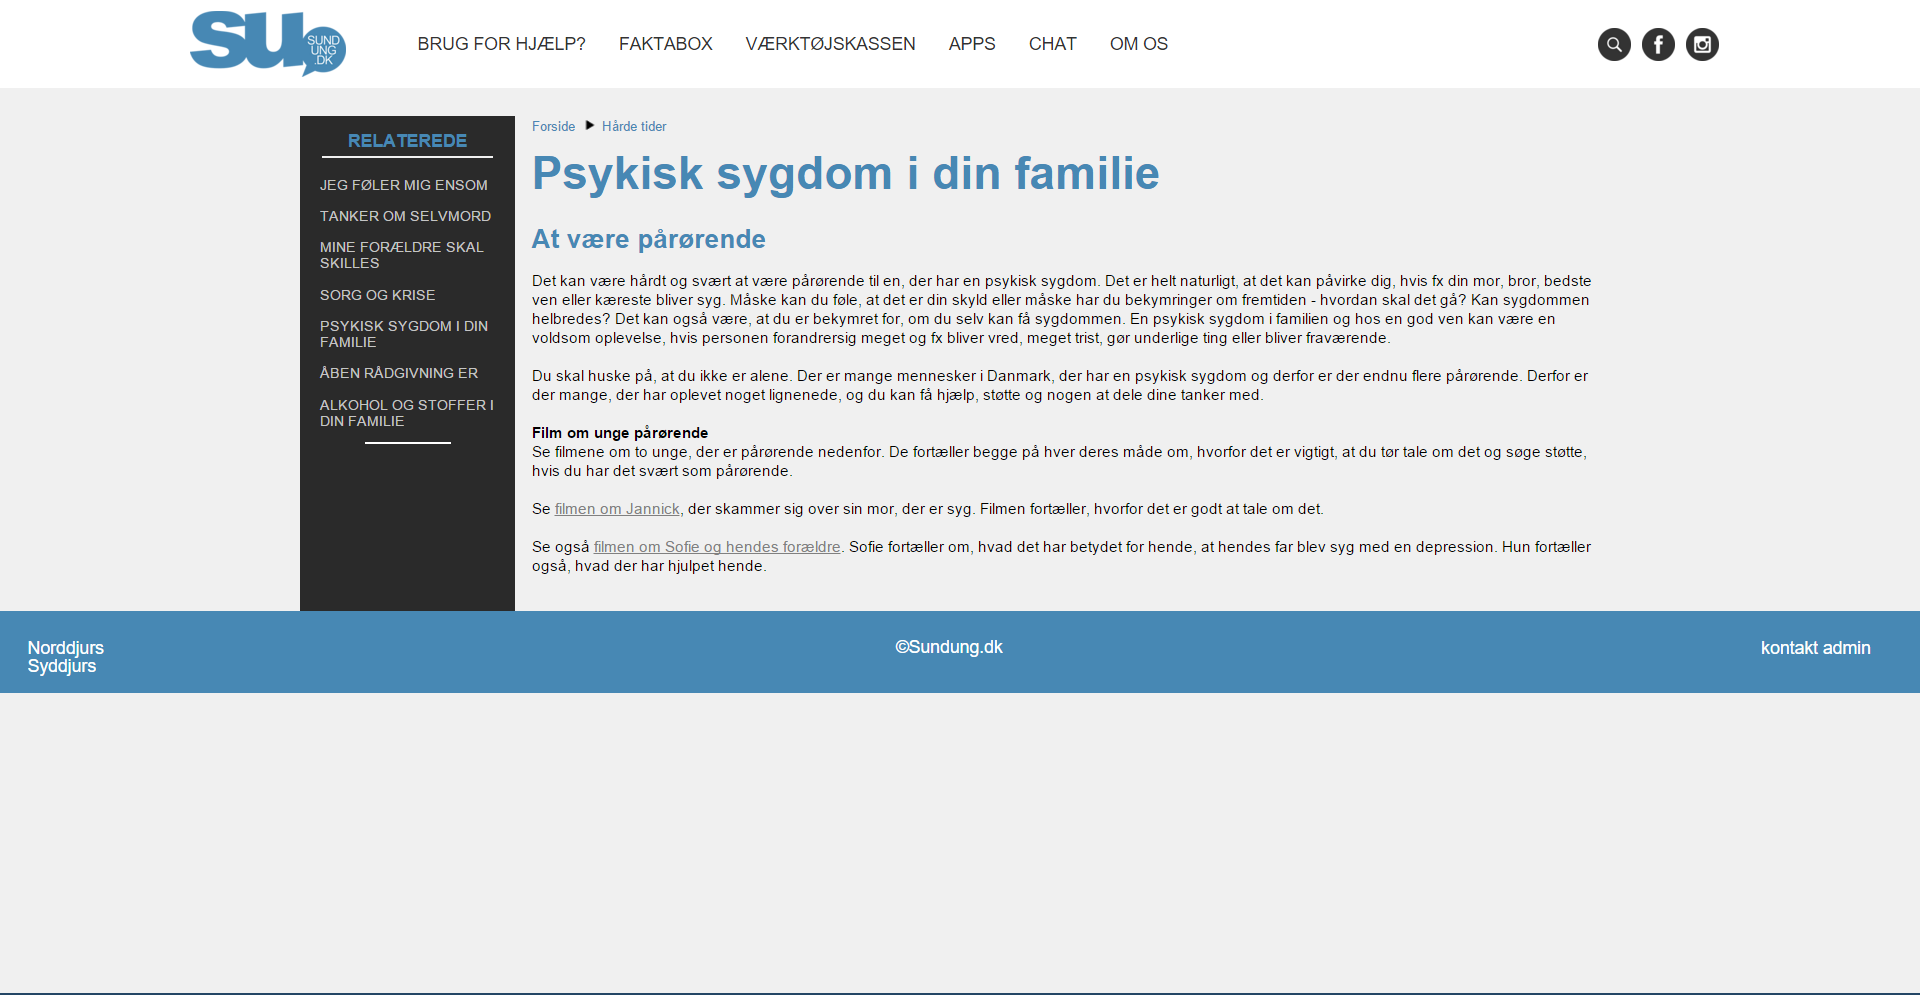 SU SUND
UNG
.DK
BRUG FOR HJÆLP? FAKTABOX VÆRKTØJSKASSEN APPS CHAT OM OS
RELATEREDE
JEG FØLER MIG ENSOM
TANKER OM SELVMORD
MINE FORÆLDRE SKAL
SKILLES
SORG OG KRISE
PSYKISK SYGDOM I DIN
FAMILIE
ÅBEN RÅDGIVNING ER
ALKOHOL OG STOFFER I
DIN FAMILIE
Forside Hårde tider
Psykisk sygdom i din familie
At være pårørende
Det kan være hårdt og svært at være pårørende til en, der har en psykisk sygdom. Det er helt naturligt, at det kan påvirke dig, hvis fx din mor, bror, bedste
ven eller kæreste bliver syg. Måske kan du føle, at det er din skyld eller måske har du bekymringer om fremtiden - hvordan skal det gå? Kan sygdommen
helbredes? Det kan også være, at du er bekymret for, om du selv kan få sygdommen. En psykisk sygdom i familien og hos en god ven kan være en
voldsom oplevelse, hvis personen forandrersig meget og fx bliver vred, meget trist, gør underlige ting eller bliver fraværende.
Du skal huske på, at du ikke er alene. Der er mange mennesker i Danmark, der har en psykisk sygdom og derfor er der endnu flere pårørende. Derfor er
der mange, der har oplevet noget lignenede, og du kan få hjælp, støtte og nogen at dele dine tanker med.
Film om unge pårørende
Se filmene om to unge, der er pårørende nedenfor. De fortæller begge på hver deres måde om, hvorfor det er vigtigt, at du tør tale om det og søge støtte,
hvis du har det svært som pårørende.
Se filmen om Jannick, der skammer sig over sin mor, der er syg. Filmen fortæller, hvorfor det er godt at tale om det.
Se også filmen om Sofie og hendes forældre. Sofie fortæller om, hvad det har betydet for hende, at hendes far blev syg med en depression. Hun fortæller
også, hvad der har hjulpet hende.
Norddjurs
Syddjurs
©Sundung.dk
kontakt admin